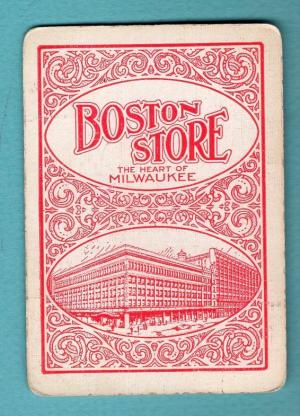 BOSTON
STORE
THE HEART OF
MILWAUKEE